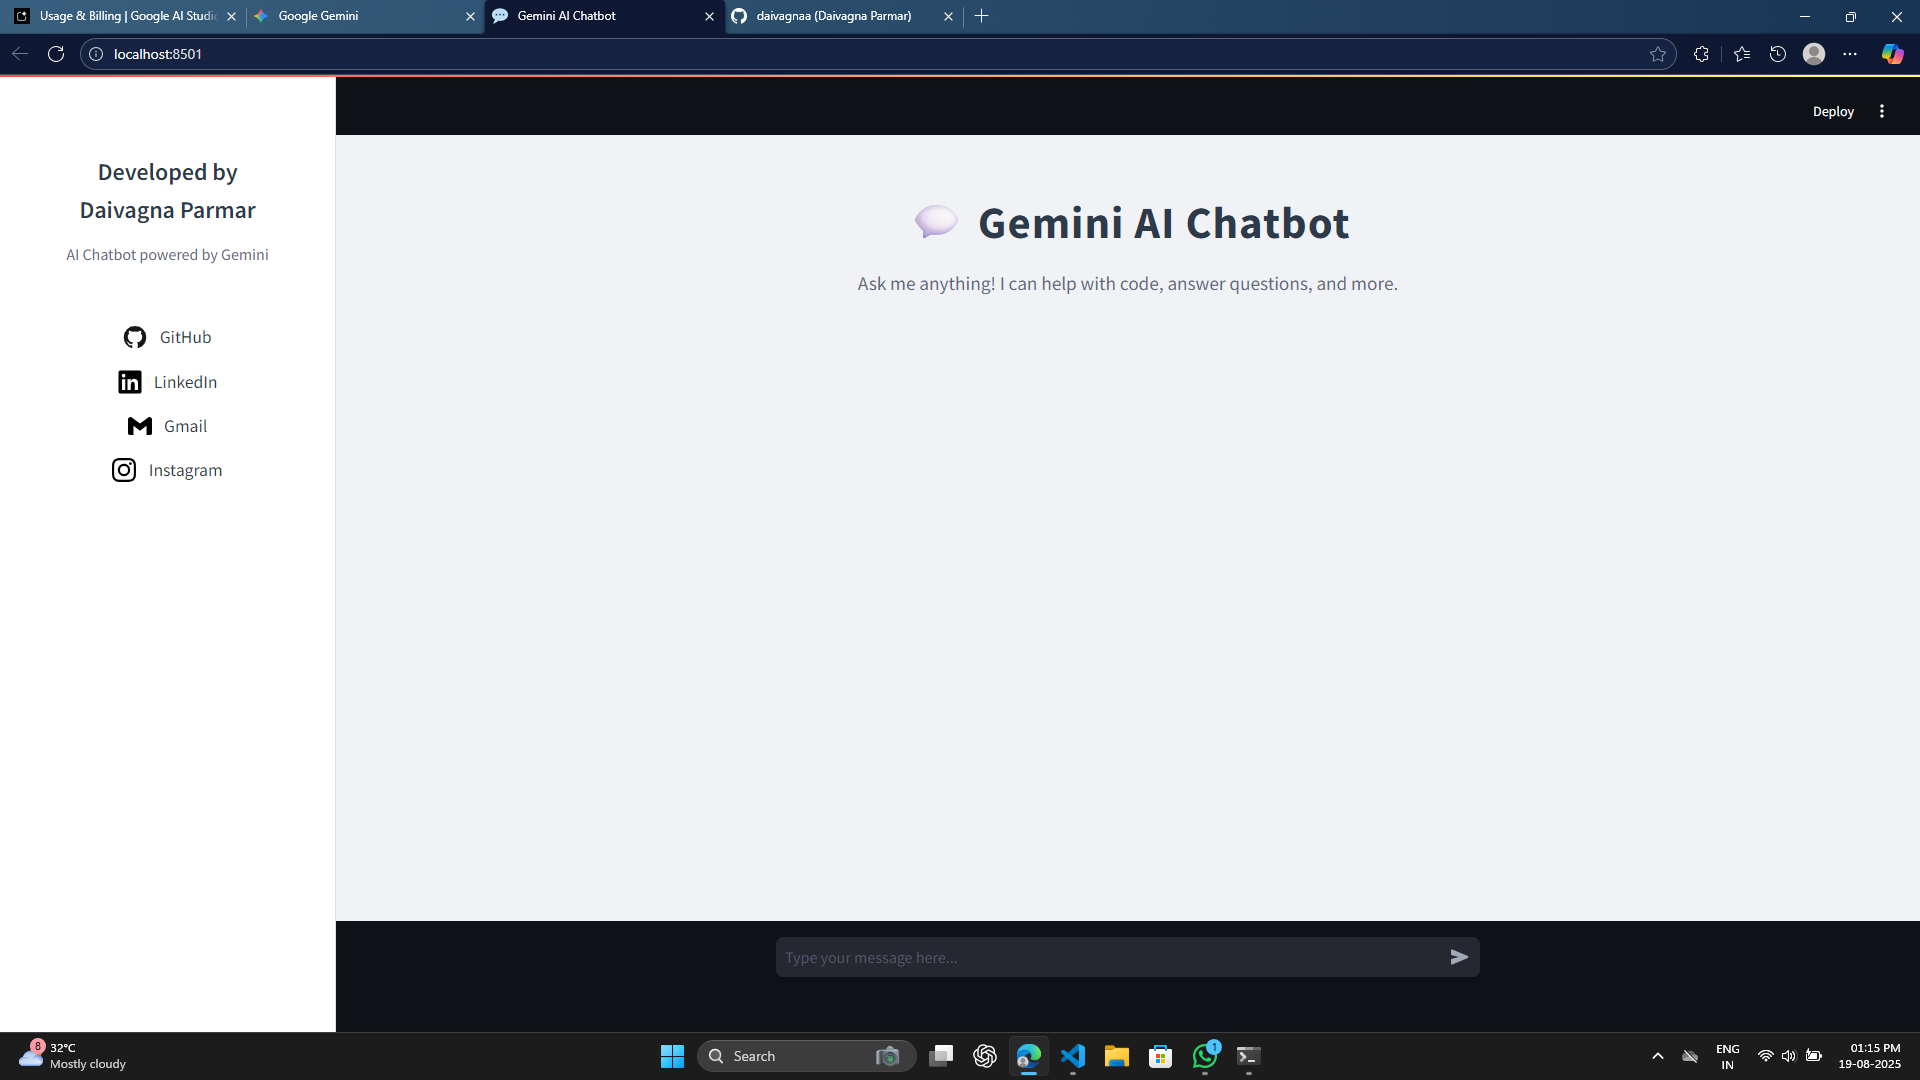 Usage & Billing | Google AI Studio
Google Gemini
Gemini AI Chatbot
daivagnaa (Daivagna Parmar)
localhost:8501
Deploy
Developed by
Daivagna Parmar
AI Chatbot powered by Gemini
GitHub
LinkedIn
Gmail
Instagram
Gemini AI Chatbot
Ask me anything! I can help with code, answer questions, and more.
Type your message here...
8
32°C
Mostly cloudy
Search
1
ENG
IN
01:15 PM
19-08-2025